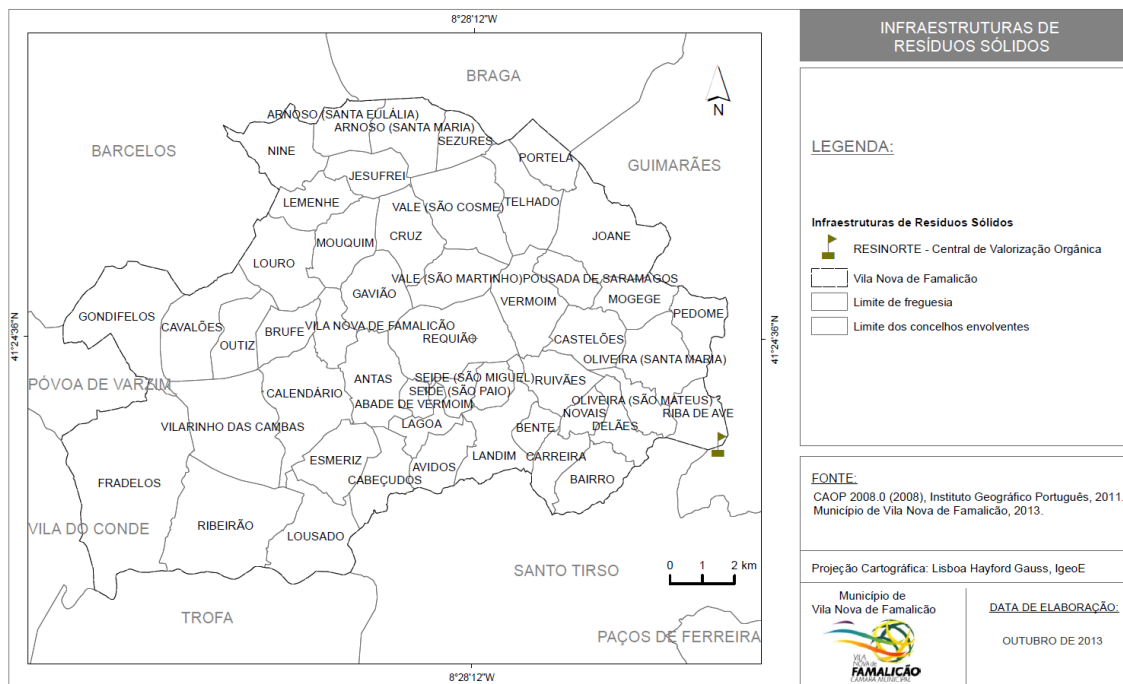 8°28'12"W
INFRAESTRUTURAS DE
RESÍDUOS SÓLIDOS
BRAGA
N
ARNOSO (SANTA EULÁLIA)
ARNOSO (SANTA MARIA)
SEZURES
BARCELOS
NINE
PORTELA
GUIMARÃES
JESUFREI
LEMENHE
VALE (SÃO COSME)
TELHADO
MOUQUIM
CRUZ
JOANE
LOURO
VALE (SÃO MARTINHO)
POUSADA DE SARAMAGOS
GAVIÃO
VERMOIM
MOGEGE
GONDIFELOS
CAVALÕES
PEDOME
BRUFE
VILA NOVA DE FAMALICÃO
OUTIZ
REQUIÃO
CASTELÕES
41°24'36"N
41°24'36"N
OLIVEIRA (SANTA MARIA)
PÓVOA DE VARZIM
ANTAS
SEIDE (SÃO MIGUEL)
RUIVÃES
CALENDÁRIO
SEIDE (SÃO PAIO)
ABADE DE VERMOIM
OLIVEIRA (SÃO MATEUS)
NOVAIS
RIBA DE AVE
VILARINHO DAS CAMBAS
LAGOA
BENTE
DELÃES
ESMERIZ
AVIDOS
LANDIM
CARREIRA
FRADELOS
CABEÇUDOS
BAIRRO
VILA DO CONDE
RIBEIRÃO
LOUSADO
SANTO TIRSO
0 1 2 km
TROFA
PAÇOS DE FERREIRA
8°28'12"W
LEGENDA:
Infraestruturas de Resíduos Sólidos
RESINORTE - Central de Valorização Orgânica
Vila Nova de Famalicão
Limite de freguesia
Limite dos concelhos envolventes
FONTE:
CAOP 2008.0 (2008), Instituto Geográfico Português, 2011.
Município de Vila Nova de Famalicão, 2013.
Projeção Cartográfica: Lisboa Hayford Gauss, IgeoE
Município de
Vila Nova de Famalicão
VILA
NOVA de
FAMALICÃO
CÂMARA MUNICIPAL
DATA DE ELABORAÇÃO:
OUTUBRO DE 2013